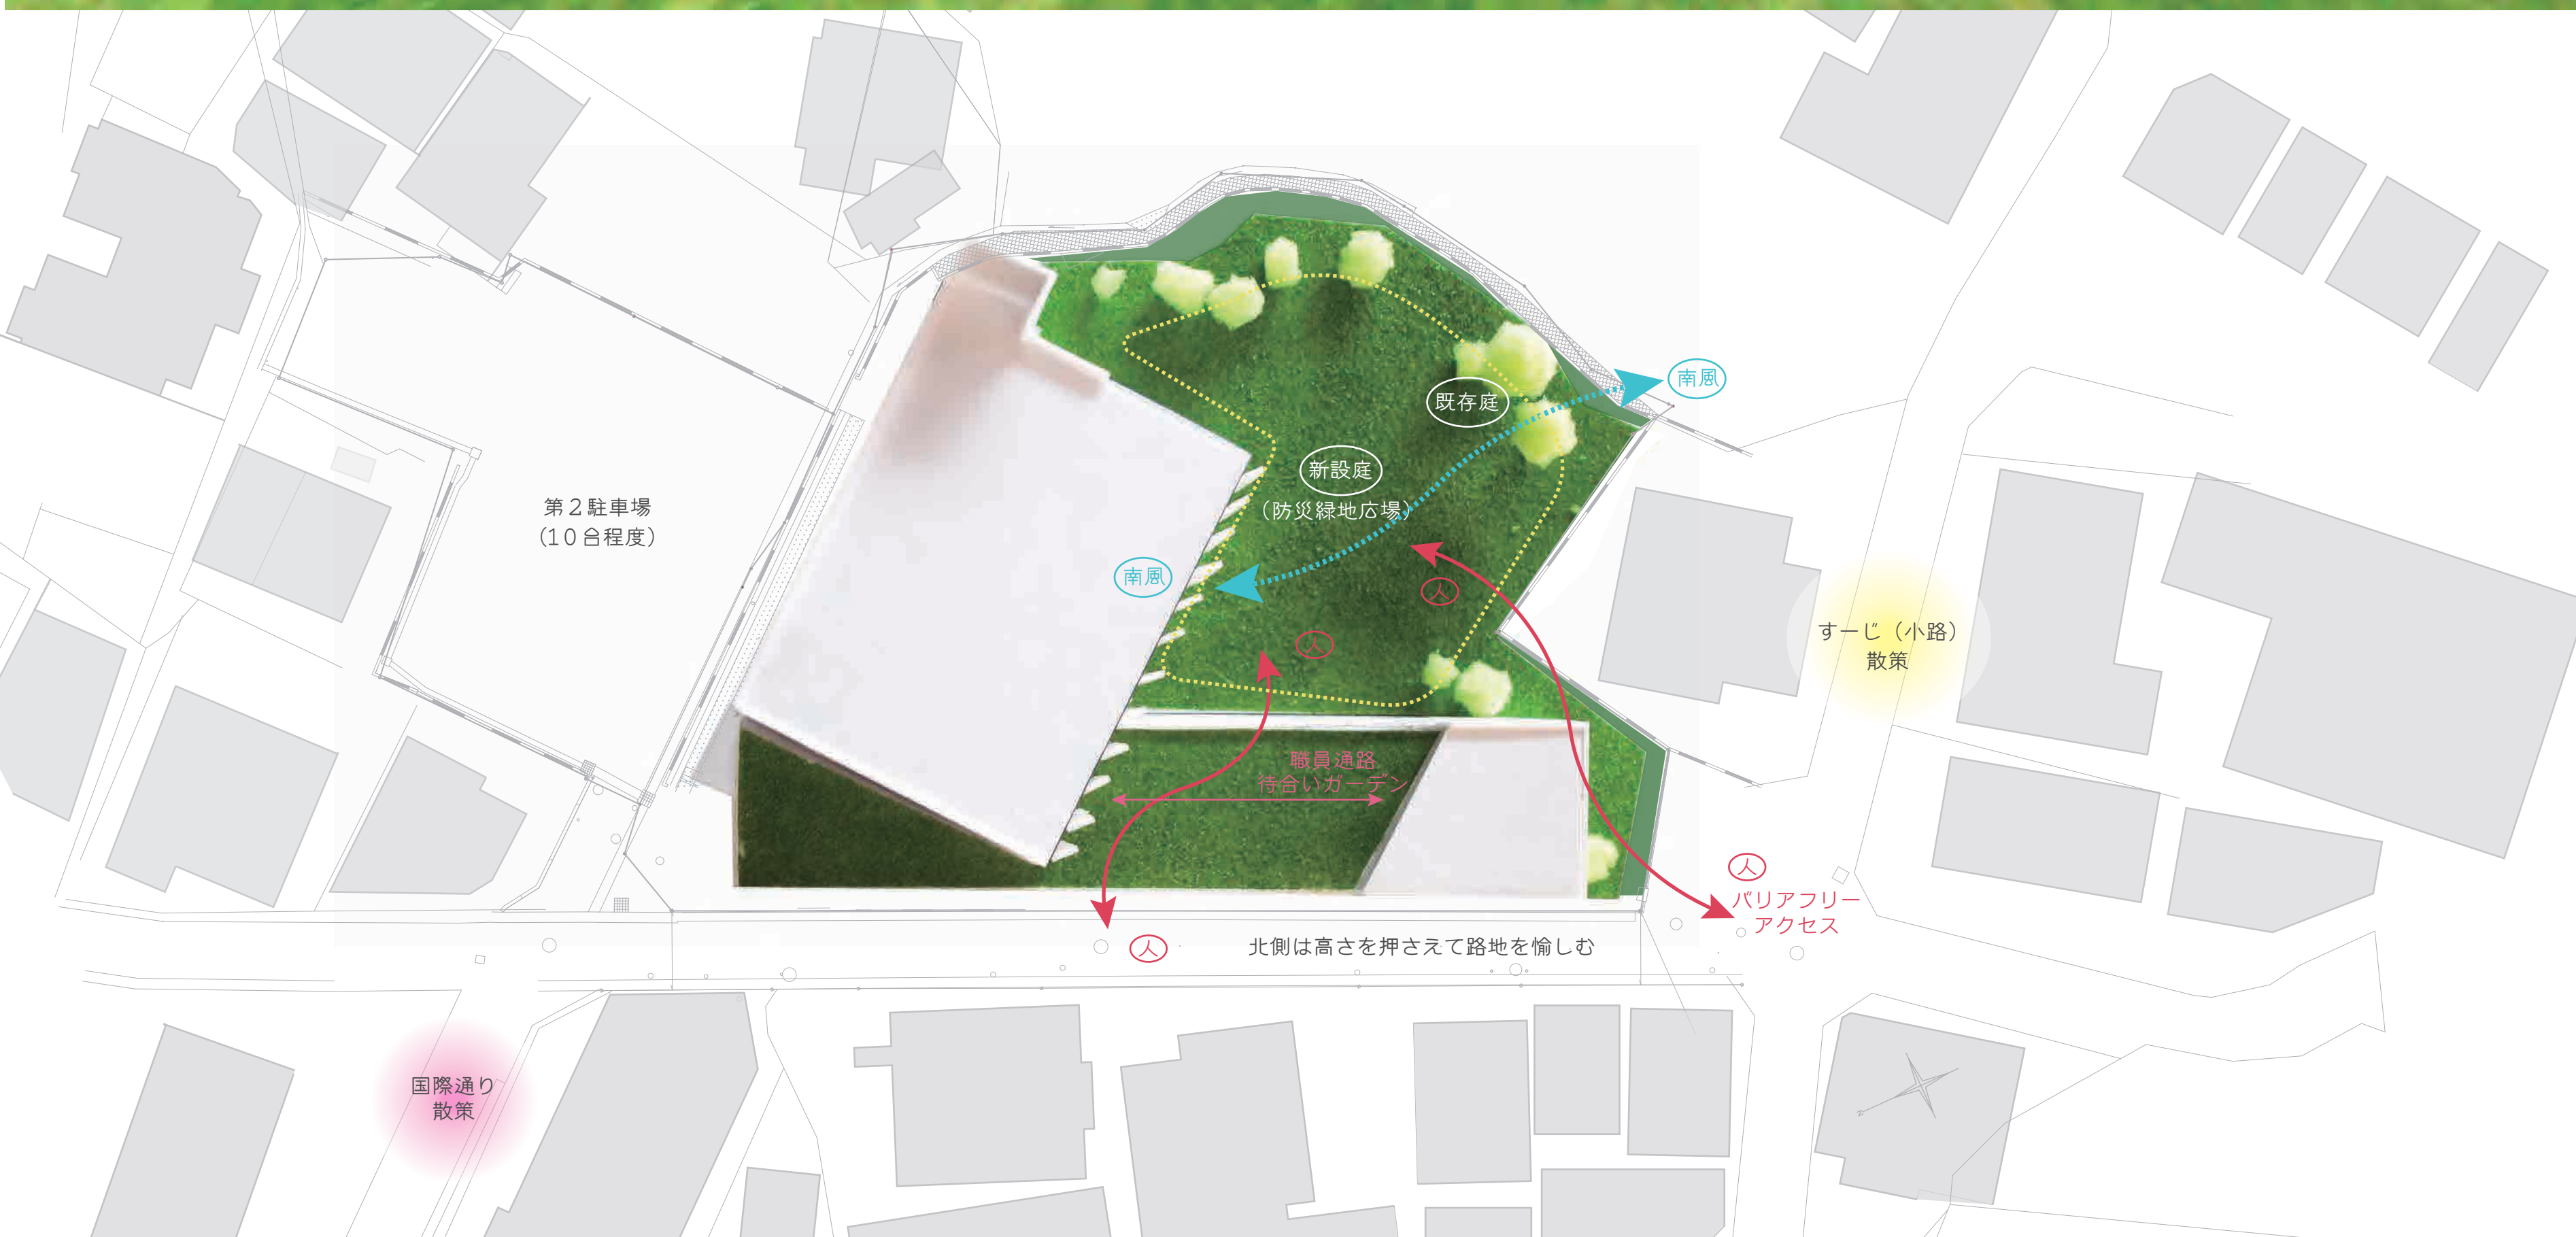 南風
既存庭
新設庭
（防災緑地広場）
第２駐車場
（１０台程度）
南風
人
人
すーじ（小路）
散策
職員通路
待合いガーデン
人
バリアフリー
アクセス
人
北側は高さを押さえて路地を愉しむ
国際通り
散策